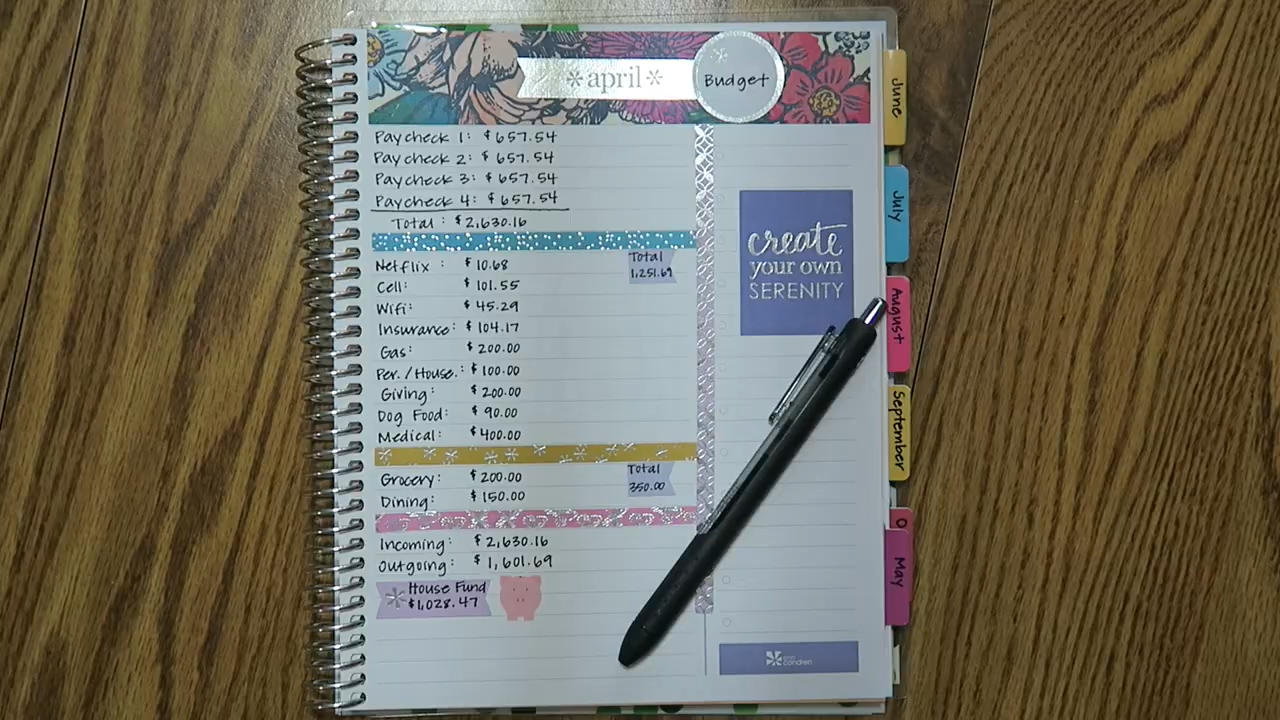 *april*
Budget
Paycheck 1: $657.54
Paycheck 2: $657.54
Paycheck 3: $657.54
Paycheck 4: $657.54
Total: $2,630.16
Netflix: $10.68
Cell: $101.55
Wifi: $45.29
Insurance: $104.17
Gas: $200.00
Per./House.: $100.00
Giving: $200.00
Dog Food: $90.00
Medical: $400.00
Total
1,251.69
Grocery: $200.00
Dining: $150.00
Total
350.00
Incoming: $2,630.16
Outgoing: $1,601.69
House Fund
$1,028.47
create
your own
SERENITY
erin
condren
June
July
August
September
O
May